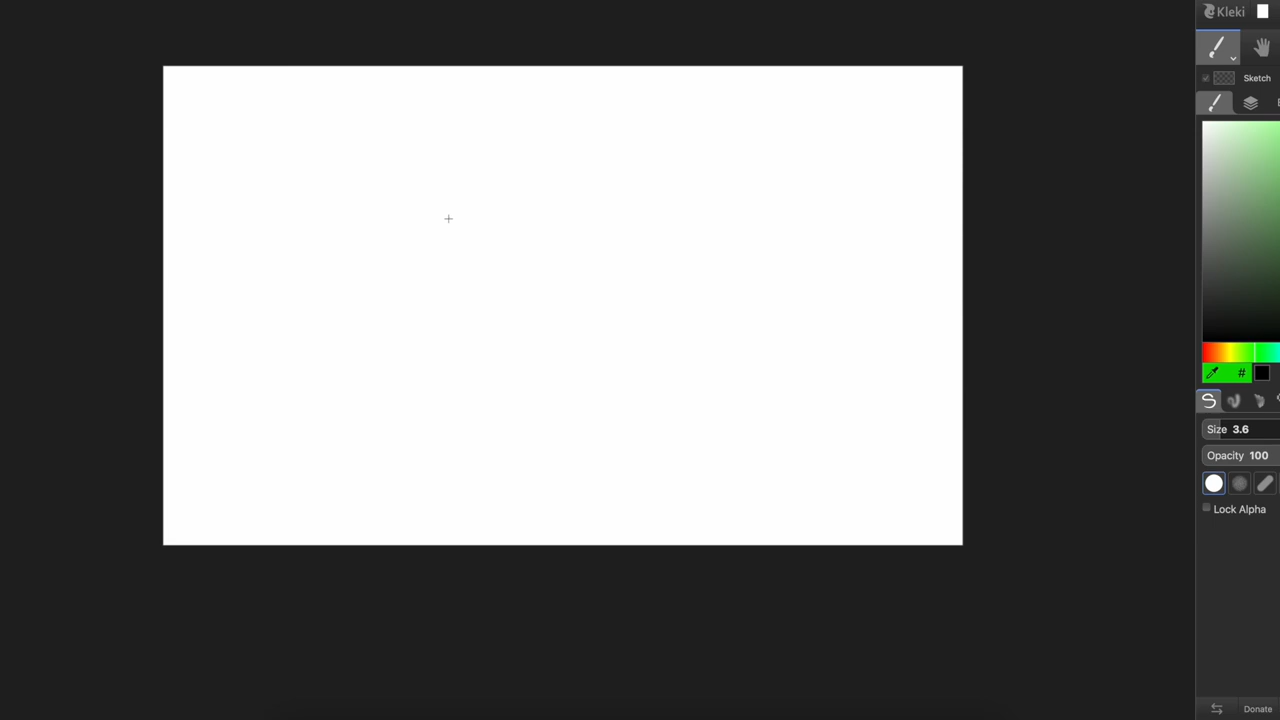 Kleki
Sketch
#
Size 3.6
Opacity 100
Lock Alpha
Donate